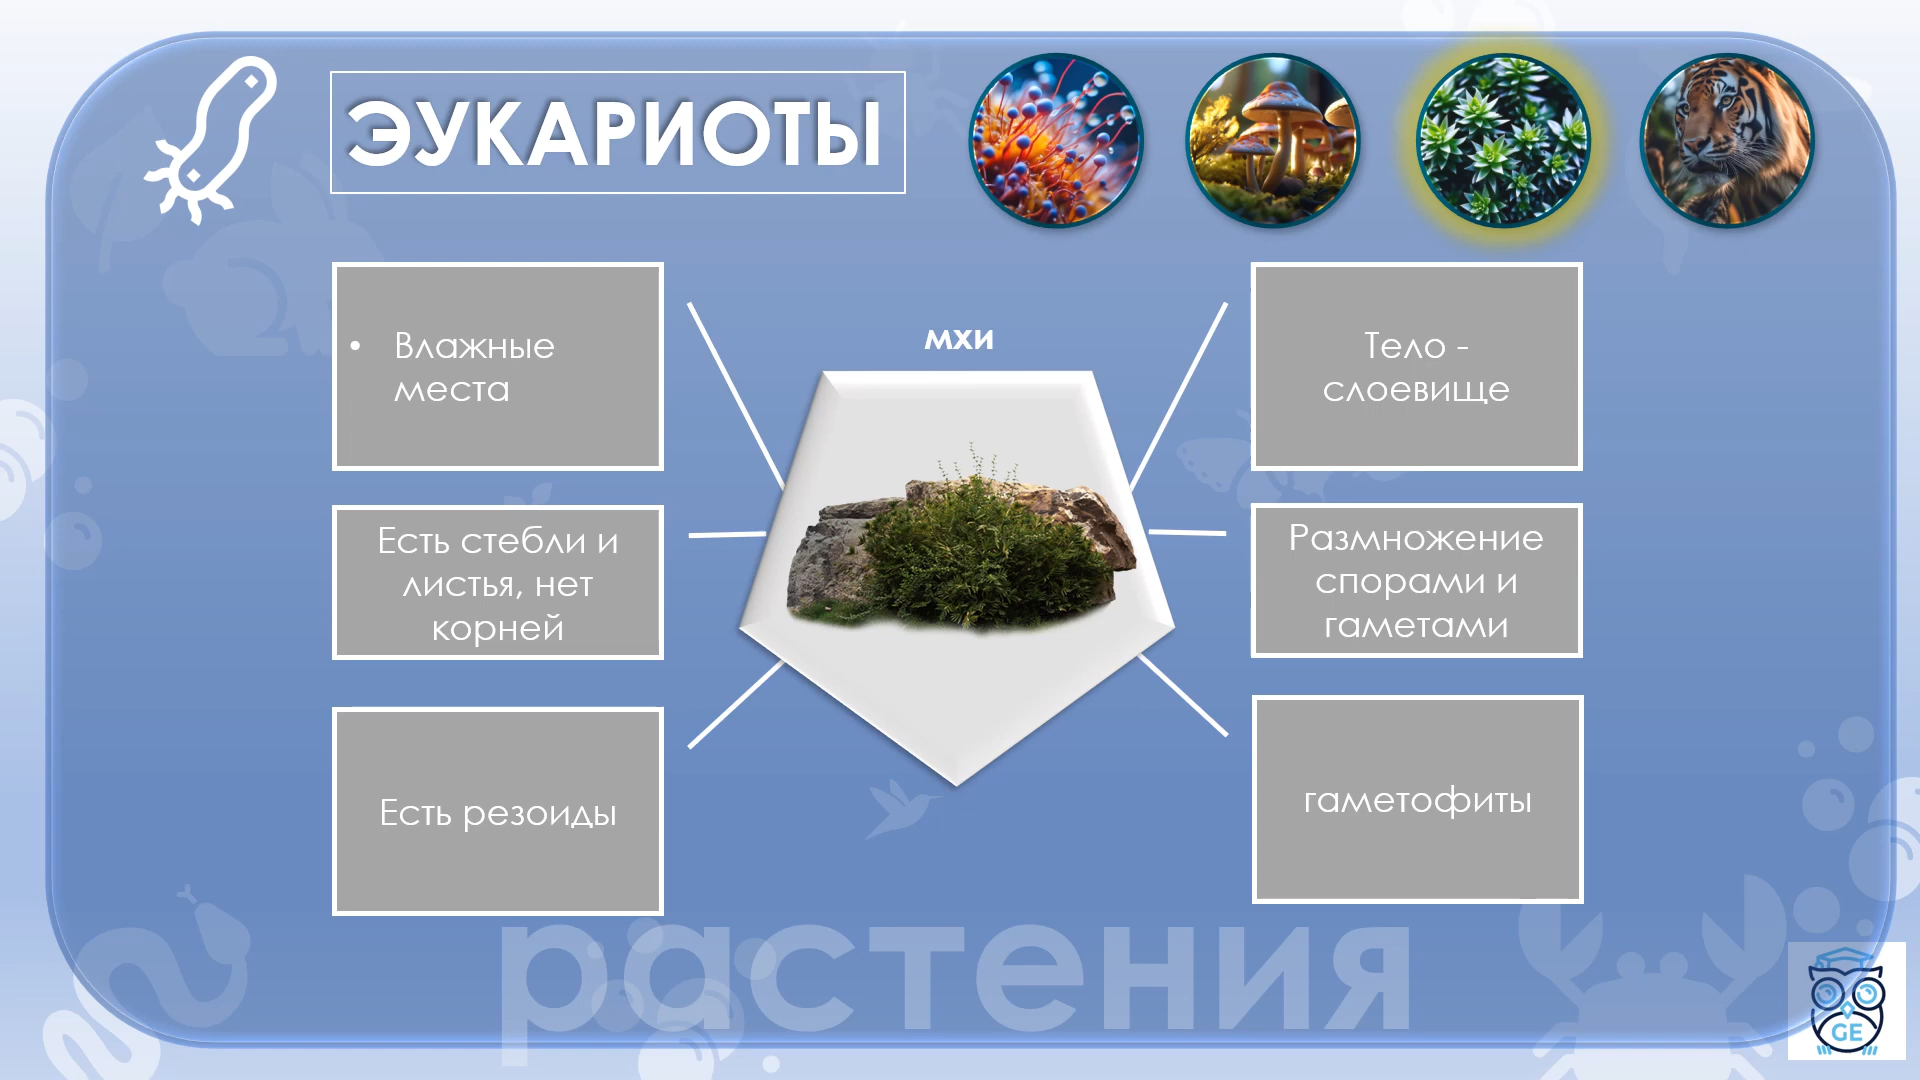 ЭУКАРИОТЫ
мхи
• Влажные
места
Есть стебли и
листья, нет
корней
Есть резоиды
Тело -
слоевище
Размножение
спорами и
гаметами
гаметофиты
растения
GE